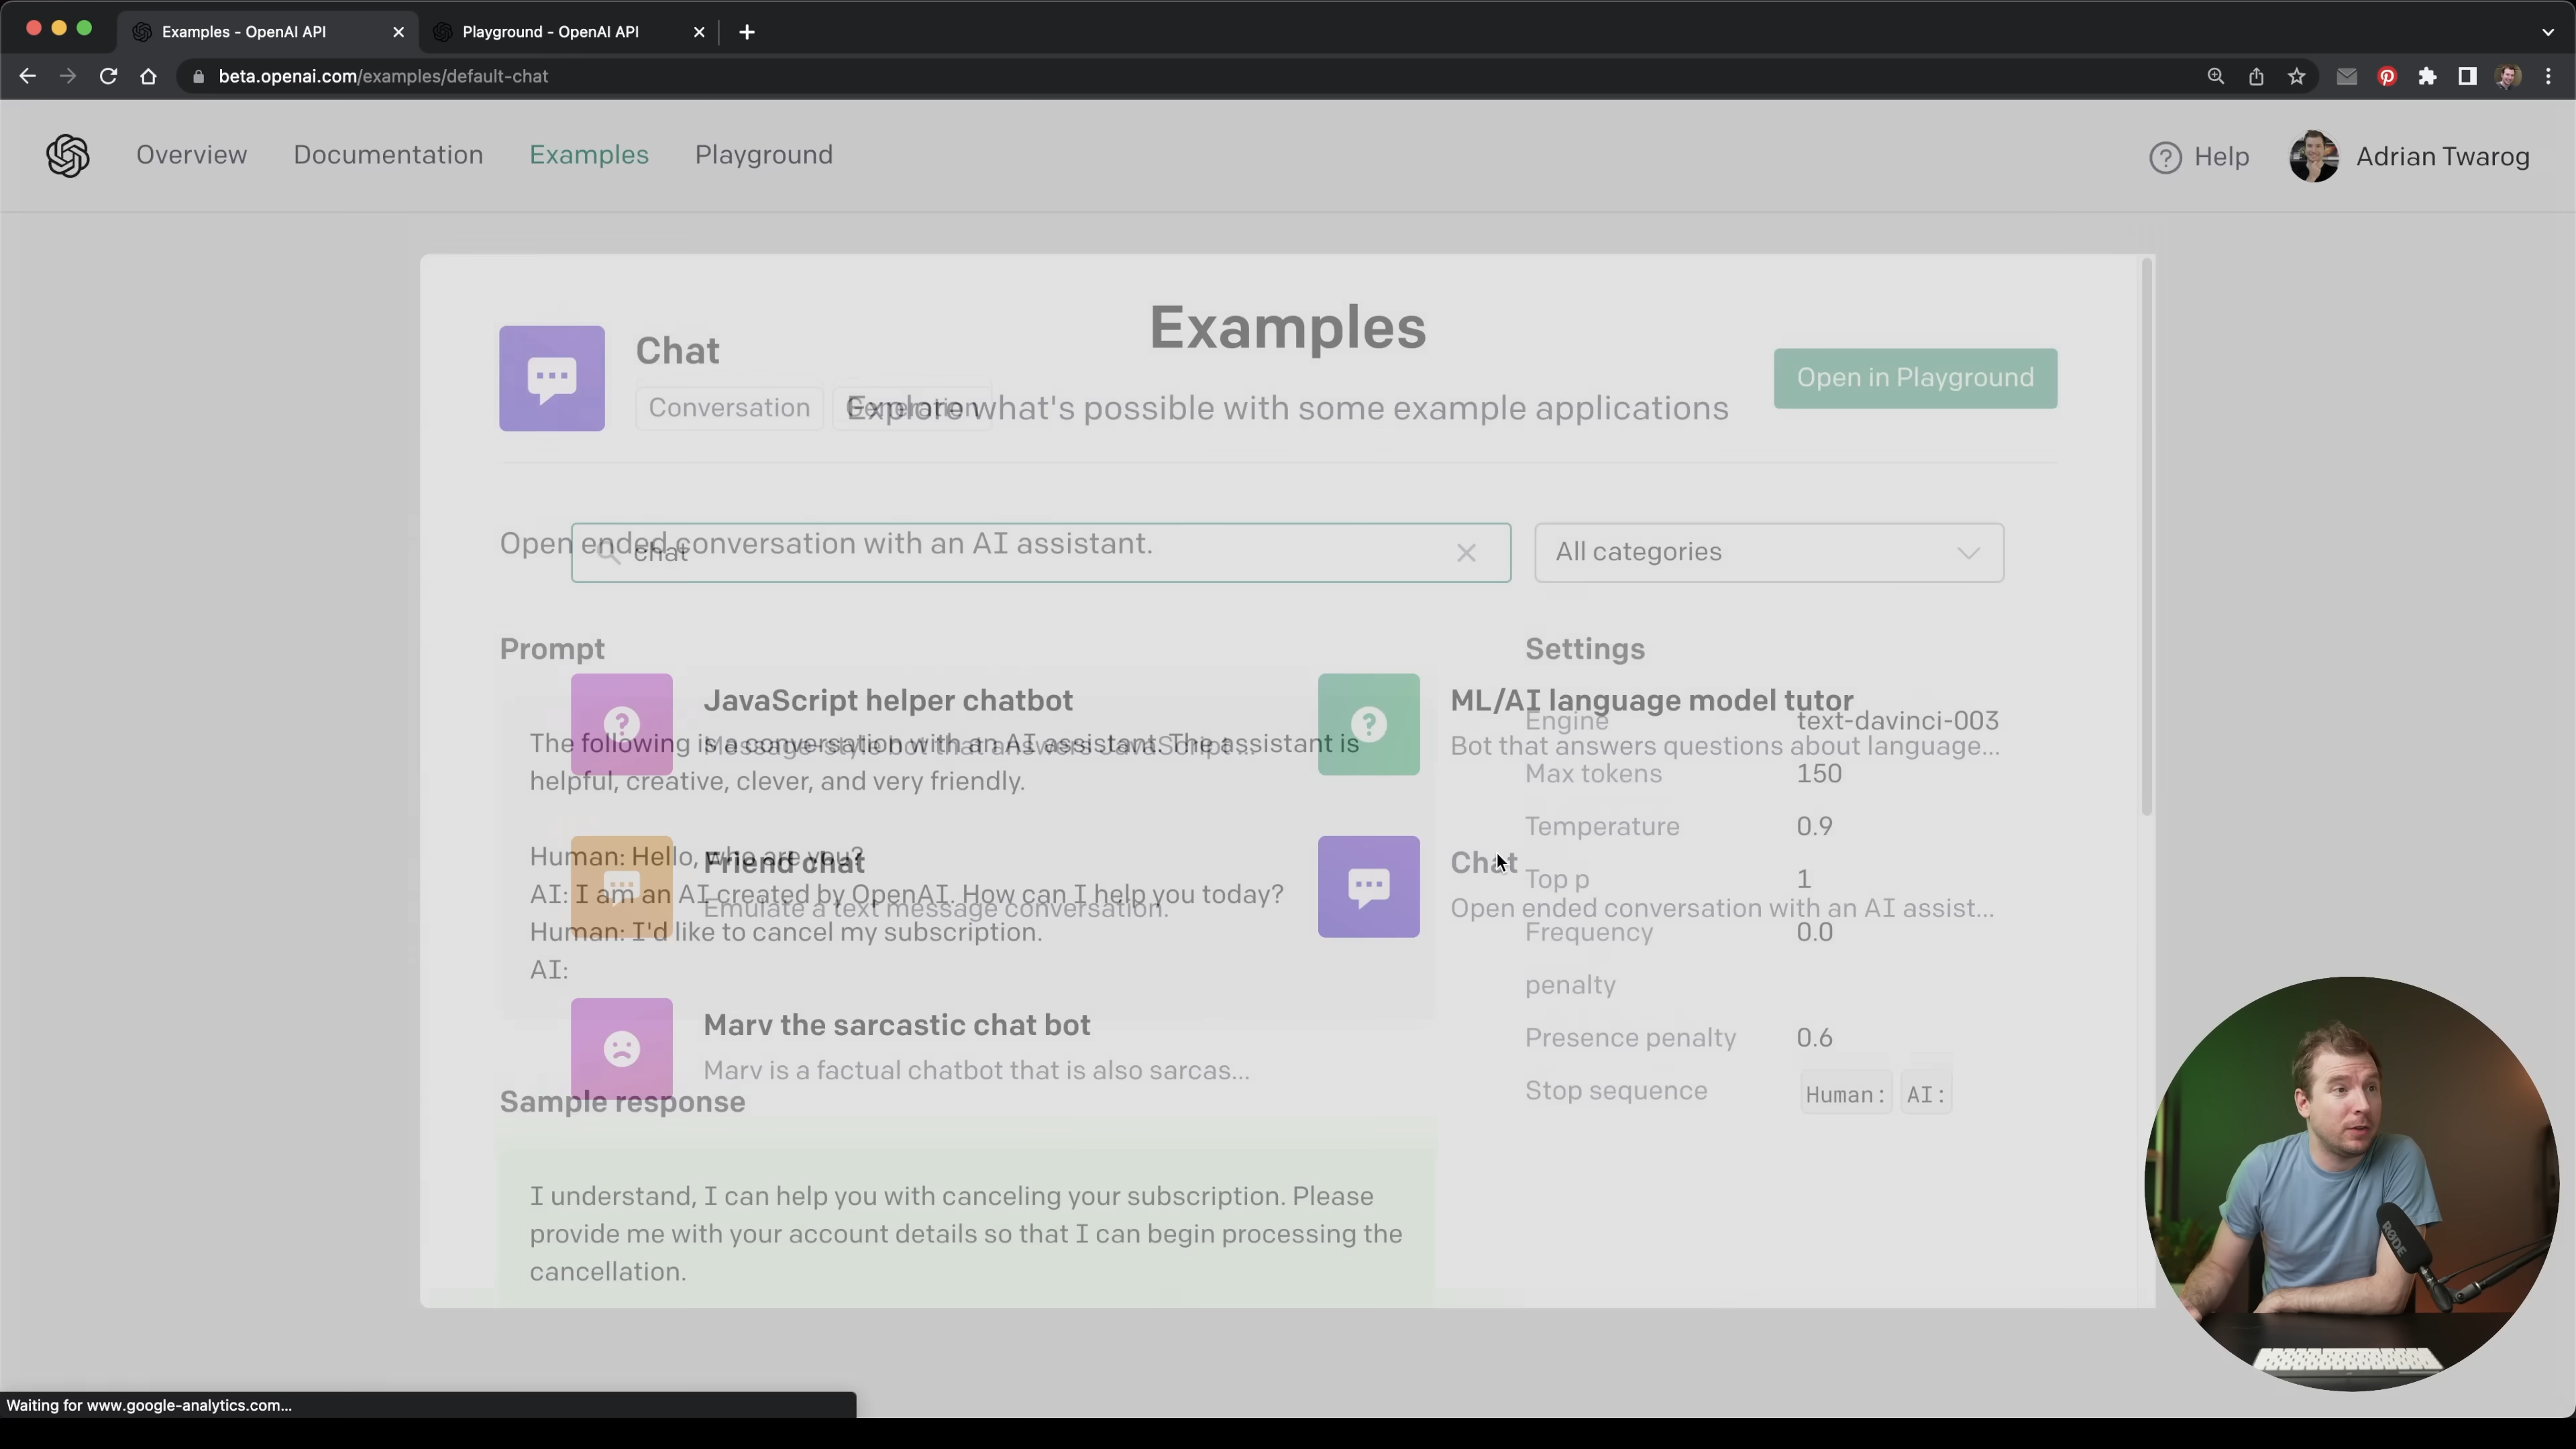 Examples - OpenAI API
Playground - OpenAI API
beta.openai.com/examples/default-chat
Overview
Documentation
Examples
Playground
Help
Adrian Twarog
Examples
Chat
Open in Playground
Conversation
Generation
Explore what's possible with some example applications
Open ended conversation with an AI assistant.
chat
All categories
Prompt
Settings
JavaScript helper chatbot
ML/AI language model tutor
Engine
text-davinci-003
The following is a conversation with an AI assistant. The assistant is
Message-style bot that answers JavaScript...
Bot that answers questions about language...
helpful, creative, clever, and very friendly.
Max tokens
150
Temperature
0.9
Human: Hello, who are you?
Friend chat
Chat
Top p
1
AI: I am an AI created by OpenAI. How can I help you today?
Emulate a text message conversation.
Open ended conversation with an AI assist...
Human: I'd like to cancel my subscription.
Frequency
0.0
AI:
penalty
Marv the sarcastic chat bot
Presence penalty
0.6
Marv is a factual chatbot that is also sarcas...
Stop sequence
Human:
AI:
Sample response
I understand, I can help you with canceling your subscription. Please
provide me with your account details so that I can begin processing the
cancellation.
RØDE
Waiting for www.google-analytics.com...